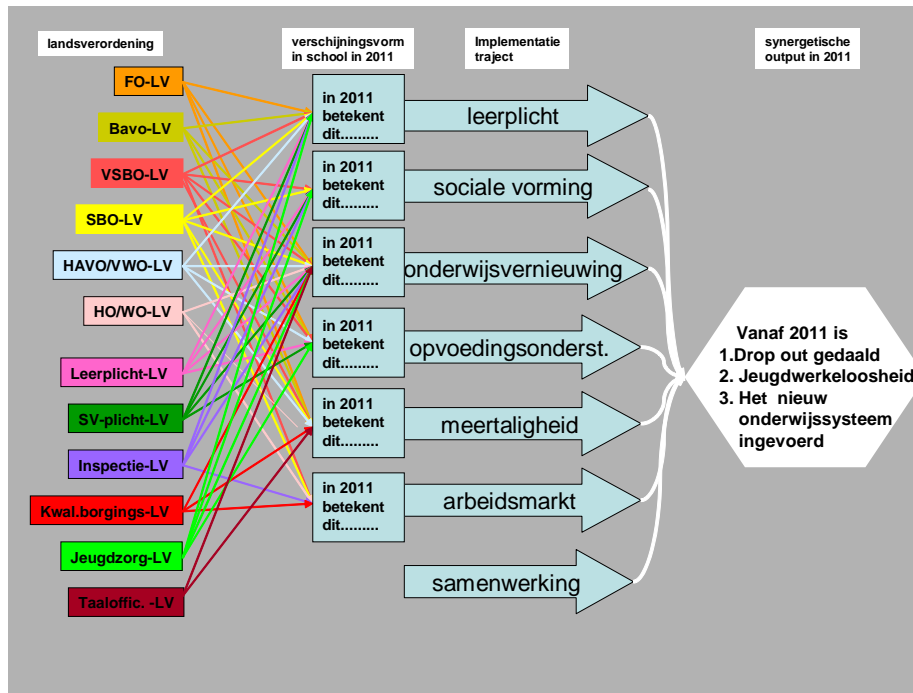 landsverordening
verschijningsvorm
in school in 2011
Implementatie
traject
synergetische
output in 2011
FO-LV
Bavo-LV
VSBO-LV
SBO-LV
HAVO/VWO-LV
HO/WO-LV
Leerplicht-LV
SV-plicht-LV
Inspectie-LV
Kwal.borgings-LV
Jeugdzorg-LV
Taaloffic. -LV
in 2011
betekent
dit.........
in 2011
betekent
dit.........
in 2011
betekent
dit.........
in 2011
betekent
dit.........
in 2011
betekent
dit.........
in 2011
betekent
dit.........
leerplicht
sociale vorming
onderwijsvernieuwing
opvoedingsonderst.
meertaligheid
arbeidsmarkt
samenwerking
Vanaf 2011 is
1.Drop out gedaald
2. Jeugdwerkeloosheid
3. Het nieuw
onderwijssysteem
ingevoerd